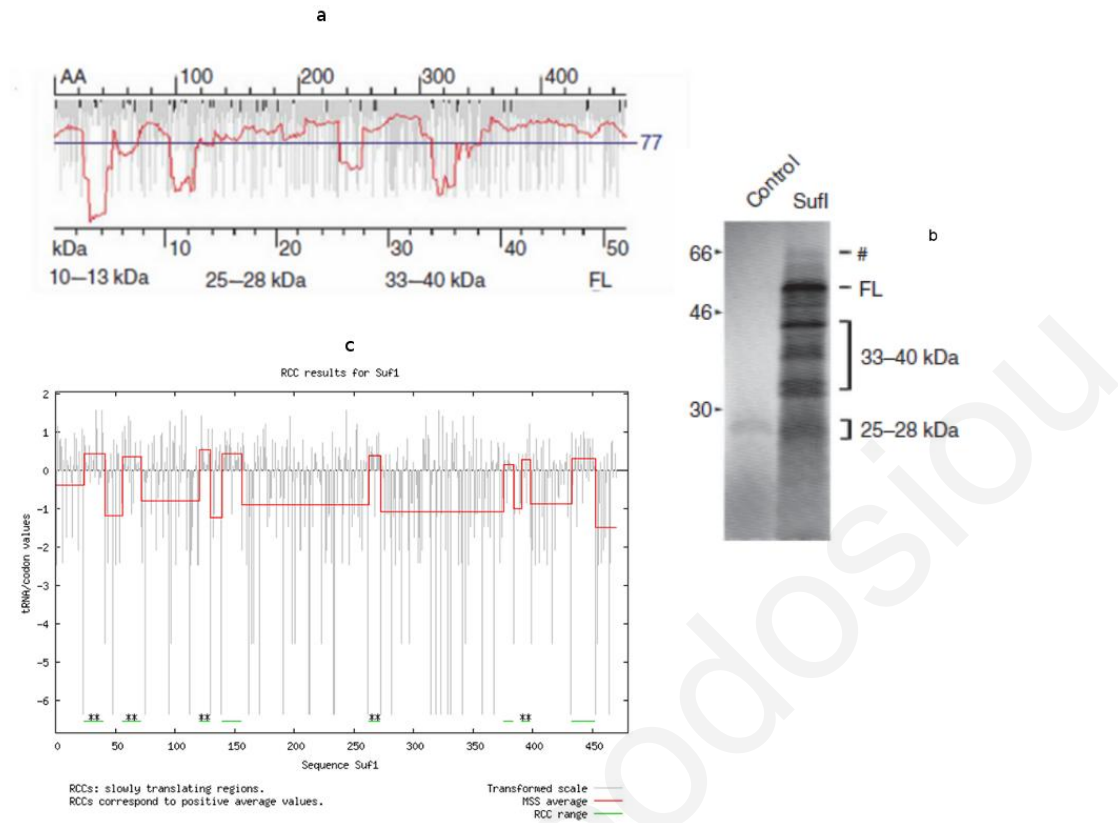 a
AA 100 200 300 400
77
kDa 10 20 30 40 50
10–13 kDa 25–28 kDa 33–40 kDa FL
Control SufI
b
66 #
FL
46
33–40 kDa
30
25–28 kDa
c
RCC results for Suf1
2
1
0
-1
-2
-3
-4
-5
-6
tRNA/codon values
** ** ** ** **
0 50 100 150 200 250 300 350 400 450
Sequence Suf1
RCCs: slowly translating regions.
RCCs correspond to positive average values.
Transformed scale
MSS average
RCC range
odosiou